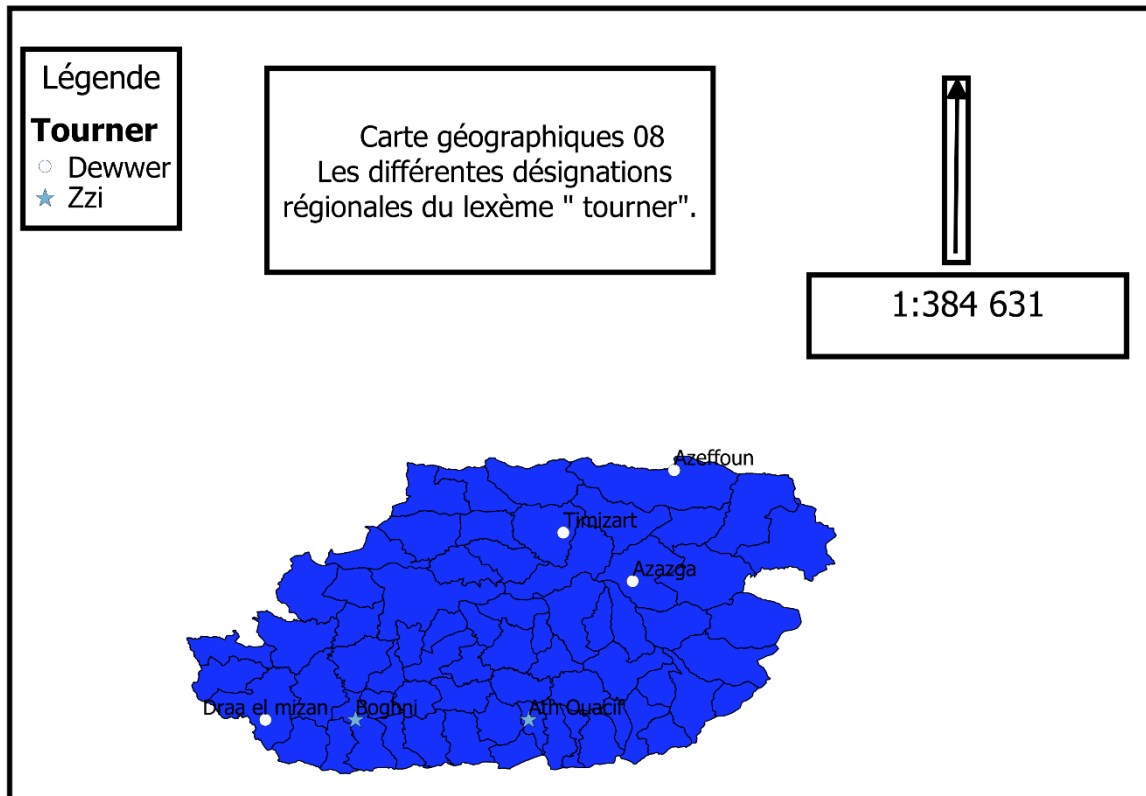 Légende
Tourner
Dewwer
Zzi
Carte géographiques 08
Les différentes désignations
régionales du lexème " tourner".
1:384 631
Azeffoun
Timizart
Azazga
Draa el mizan
Boghni
Ath Ouacif